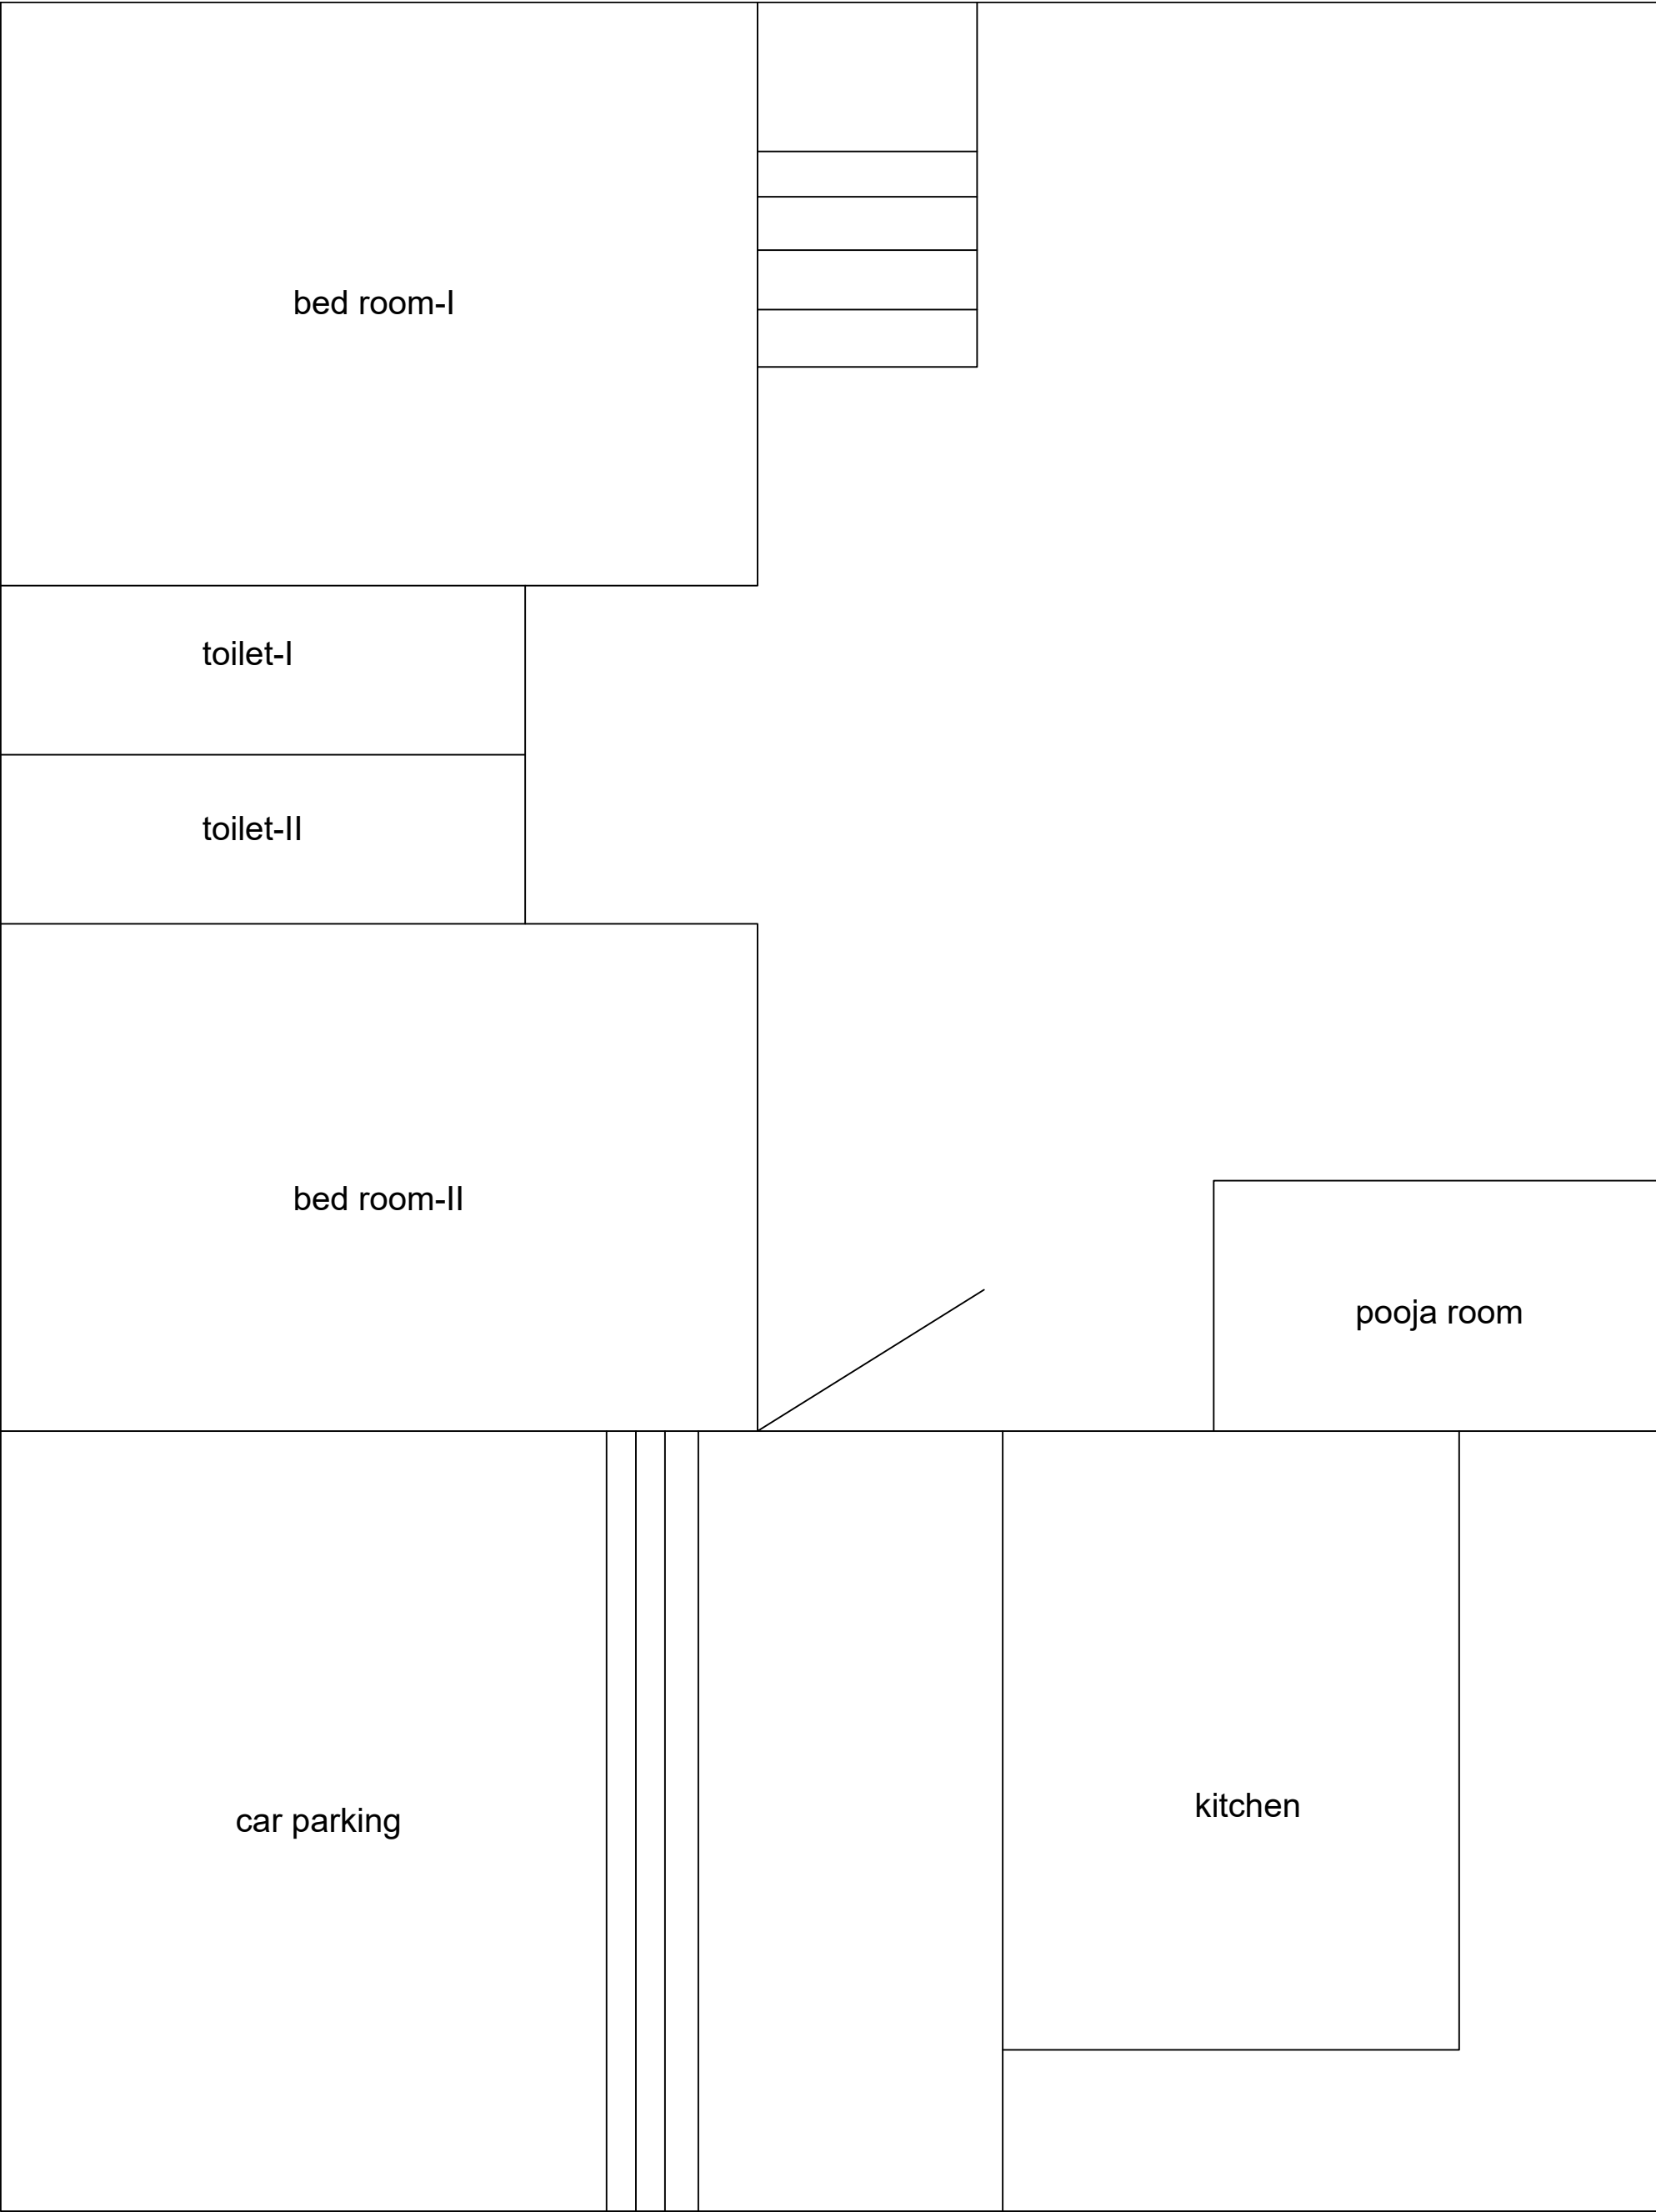 bed room-I
toilet-I
toilet-II
bed room-II
pooja room
car parking
kitchen